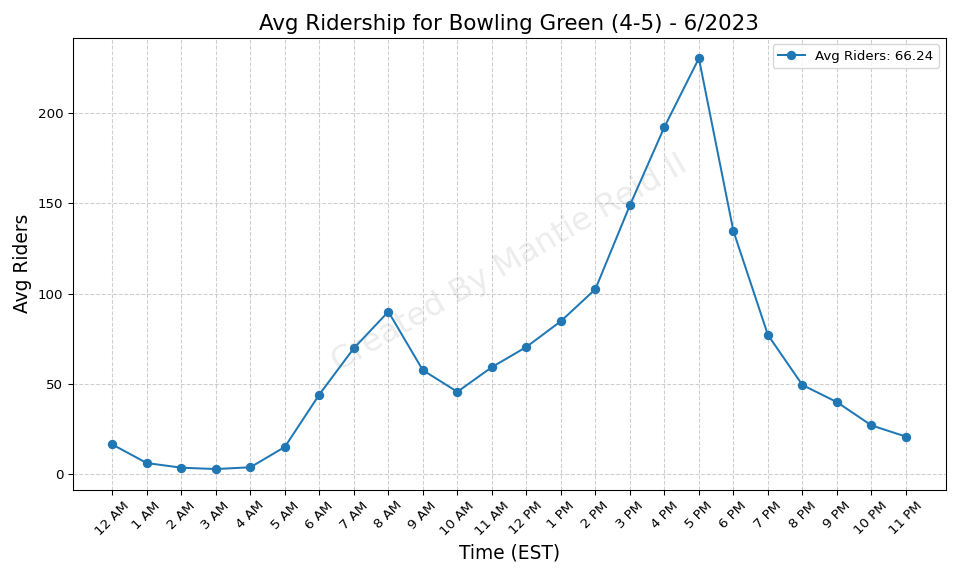 Avg Ridership for Bowling Green (4-5) - 6/2023
Avg Riders: 66.24
200
150
100
50
0
Avg Riders
Created By Mantie Reid II
12 AM
1 AM
2 AM
3 AM
4 AM
5 AM
6 AM
7 AM
8 AM
9 AM
10 AM
11 AM
12 PM
1 PM
2 PM
3 PM
4 PM
5 PM
6 PM
7 PM
8 PM
9 PM
10 PM
11 PM
Time (EST)